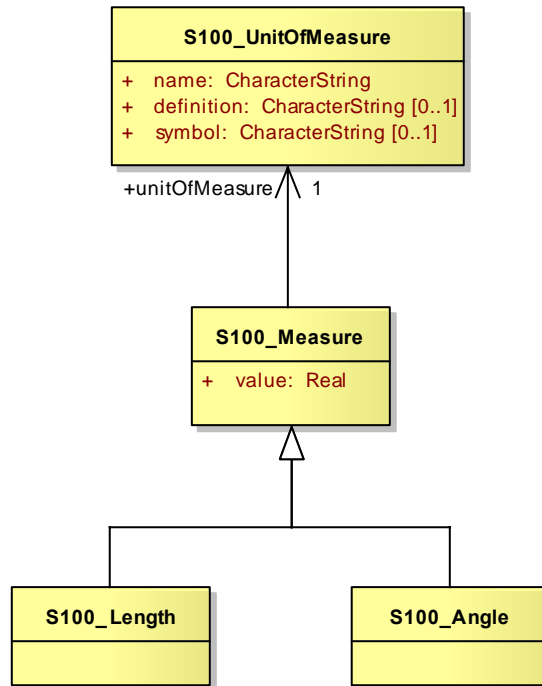 S100_UnitOfMeasure
+ name: CharacterString
+ definition: CharacterString [0..1]
+ symbol: CharacterString [0..1]
+unitOfMeasure 1
S100_Measure
+ value: Real
S100_Length S100_Angle